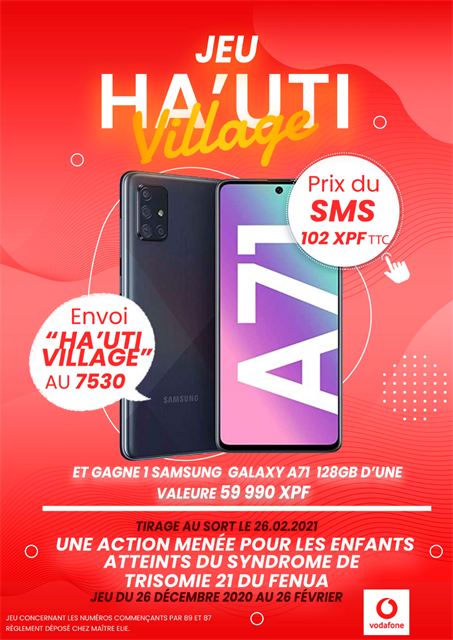 JEU
HA'UTI
Village
Prix du
SMS
102 XPF TTC
A71
Envoi
"HA'UTI
VILLAGE"
AU 7530
SAMSUNG
ET GAGNE 1 SAMSUNG GALAXY A71 128GB D'UNE
VALEURE 59 990 XPF
TIRAGE AU SORT LE 26.02.2021
UNE ACTION MENÉE POUR LES ENFANTS
ATTEINTS DU SYNDROME DE
TRISOMIE 21 DU FENUA
JEU DU 26 DÉCEMBRE 2020 AU 26 FÉVRIER
JEU CONCERNANT LES NUMÉROS COMMENÇANTS PAR 89 ET 87
RÈGLEMENT DÉPOSÉ CHEZ MAÎTRE ELIE.
vodafone